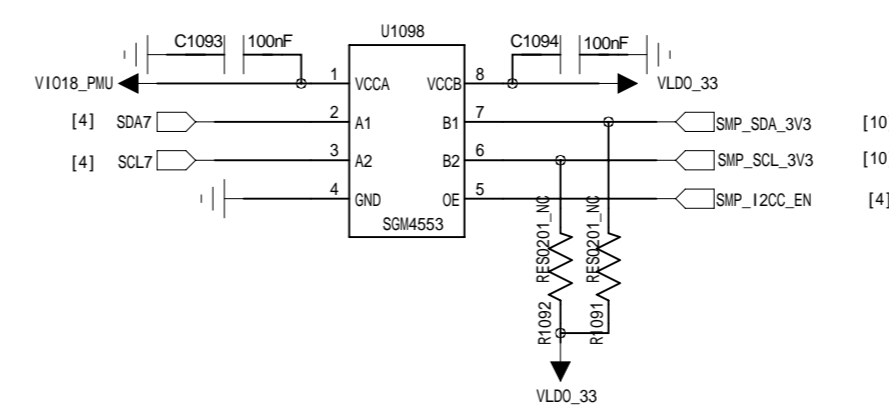 U1098
C1093 100nF
C1094 100nF
VIO18_PMU
1 VCCA VCCB 8
VLDO_33
[4] SDA7
2 A1 B1 7
SMP_SDA_3V3 [10
[4] SCL7
3 A2 B2 6
SMP_SCL_3V3 [10
4 GND OE 5
SMP_I2CC_EN [4]
SGM4553
RES0201_NC
RES0201_NC
R1092
R1091
VLDO_33